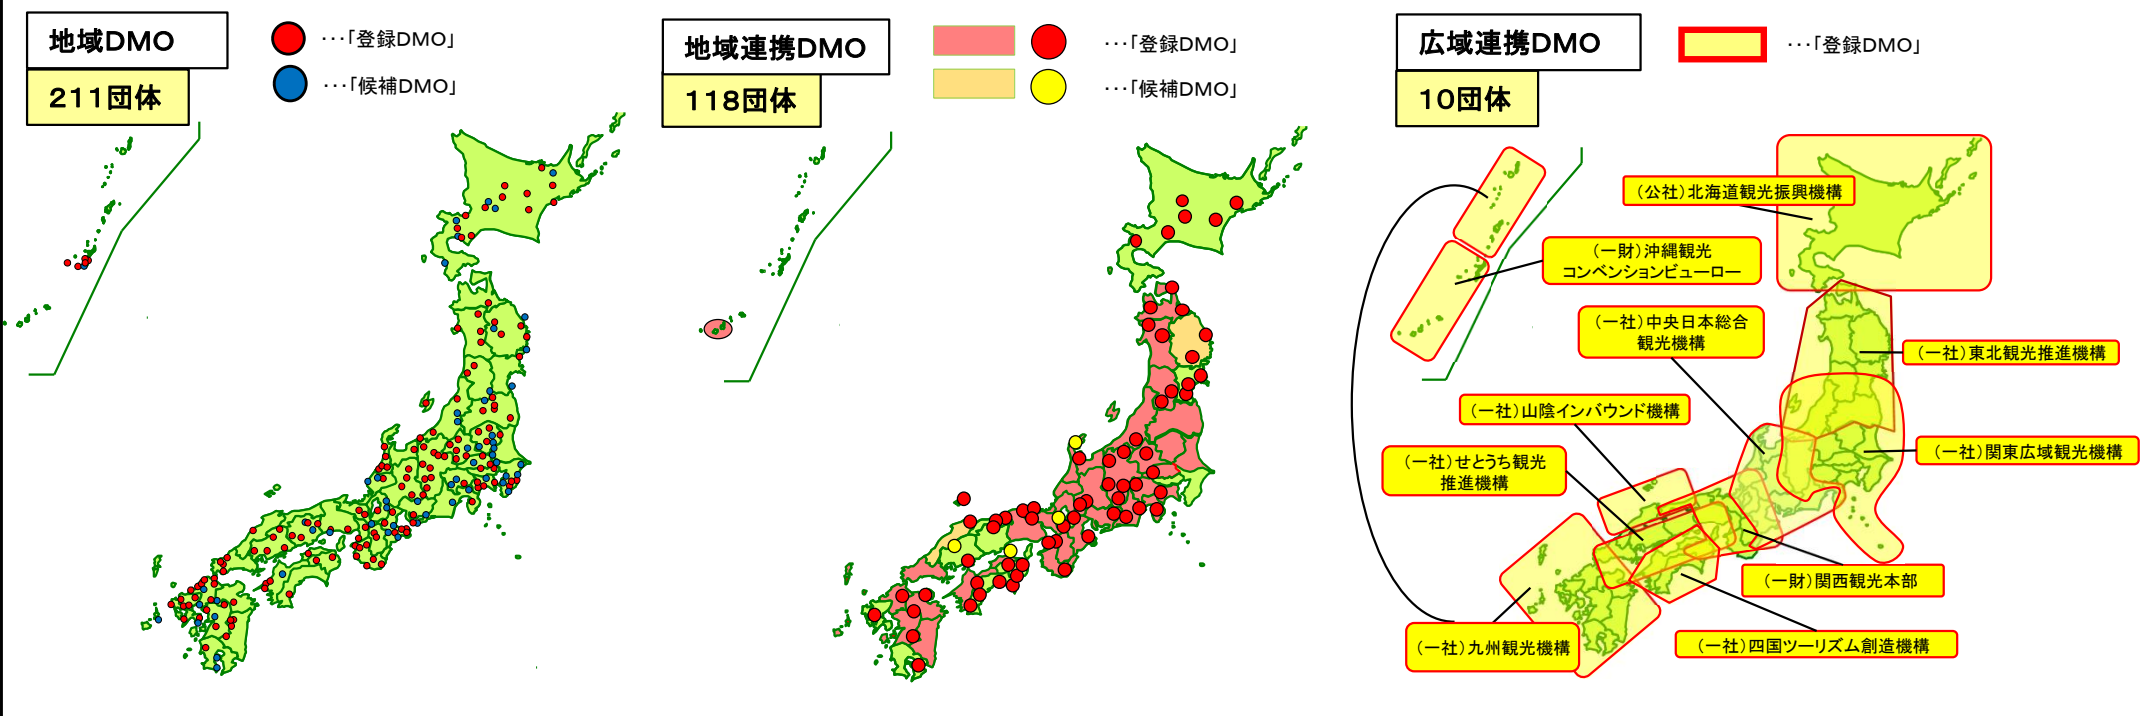 地域DMO
211団体
･･･「登録DMO」
･･･「候補DMO」
地域連携DMO
118団体
･･･「登録DMO」
･･･「候補DMO」
広域連携DMO
10団体
･･･「登録DMO」
(公社)北海道観光振興機構
(一財)沖縄観光
コンベンションビューロー
(一社)中央日本総合
観光機構
(一社)東北観光推進機構
(一社)山陰インバウンド機構
(一社)関東広域観光機構
(一社)せとうち観光
推進機構
(一財)関西観光本部
(一社)九州観光機構
(一社)四国ツーリズム創造機構